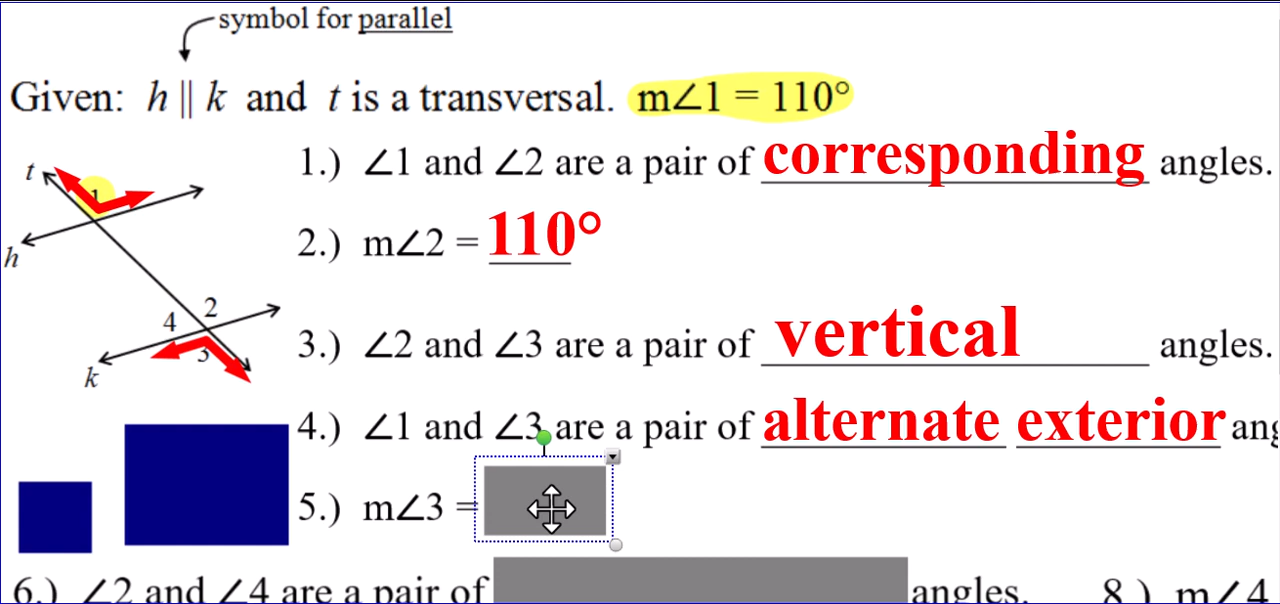 symbol for parallel
Given: h || k and t is a transversal. m∠1 = 110°
1.) ∠1 and ∠2 are a pair of corresponding angles.
t
1
2.) m∠2 = 110°
h
2
4
3.) ∠2 and ∠3 are a pair of vertical angles.
3
k
4.) ∠1 and ∠3 are a pair of alternate exterior ang
5.) m∠3 =
6.) ∠2 and ∠4 are a pair of angles. 8.) m∠4